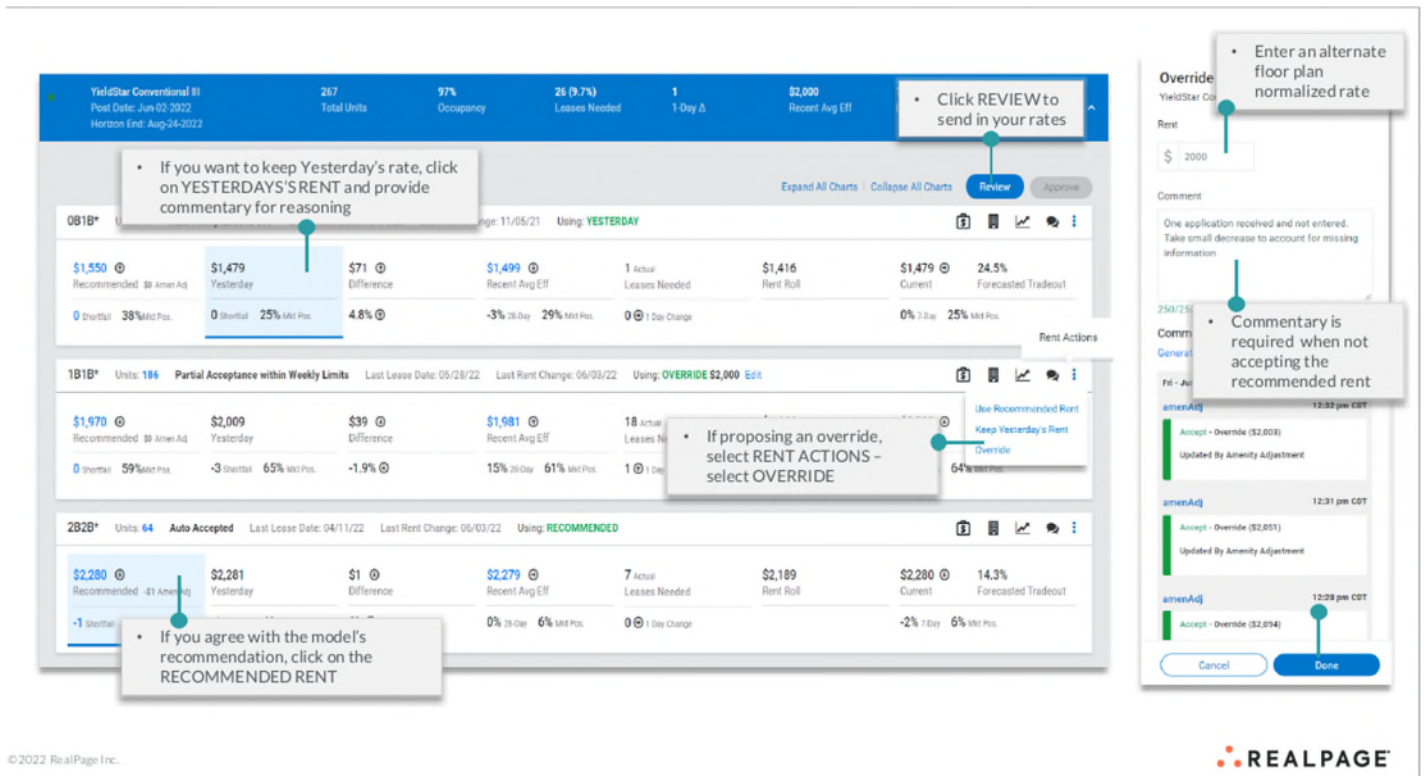 YieldStar Conventional III
Post Date: Jun-02-2022
Horizon End: Aug-24-2022
267
Total Units
97%
Occupancy
26 (9.7%)
Leases Needed
1
1-Day Δ
$2,000
Recent Avg Eff
• Click REVIEW to
send in your rates
• If you want to keep Yesterday's rate, click
on YESTERDAYS'S RENT and provide
commentary for reasoning
Expand All Charts | Collapse All Charts
Review
Approve
0B1B*
11/05/21 Using: YESTERDAY
$1,550
Recommended $0 Amen Adj
0 Shortfall 38% Mkt Pos.
$1,479
Yesterday
0 Shortfall 25% Mkt Pos.
$71
Difference
4.8%
$1,499
Recent Avg Eff
-3% 28-Day 29% Mkt Pos.
1 Actual
Leases Needed
0 1 Day Change
$1,416
Rent Roll
$1,479
Current
0% 7-Day 25%
24.5%
Forecasted Tradeout
Rent Actions
1B1B* Units: 186 Partial Acceptance within Weekly Limits Last Lease Date: 05/28/22 Last Rent Change: 06/03/22 Using: OVERRIDE $2,000 Edit
$1,970
Recommended $0 Amen Adj
0 Shortfall 59% Mkt Pos.
$2,009
Yesterday
-3 Shortfall 65% Mkt Pos.
$39
Difference
-1.9%
$1,981
Recent Avg Eff
15% 28-Day 61% Mkt Pos.
18 Actual
Leases
1 1 Day
64%
Use Recommended Rent
Keep Yesterday's Rent
Override
• If proposing an override,
select RENT ACTIONS –
select OVERRIDE
2B2B* Units: 64 Auto Accepted Last Lease Date: 04/11/22 Last Rent Change: 06/03/22 Using: RECOMMENDED
$2,280
Recommended -$1 Amen Adj
-1 Shortfall
$2,281
Yesterday
$1
Difference
$2,279
Recent Avg Eff
0% 28-Day 6% Mkt Pos.
7 Actual
Leases Needed
0 1 Day Change
$2,189
Rent Roll
$2,280
Current
-2% 7-Day 6% Mkt Pos.
14.3%
Forecasted Tradeout
• If you agree with the model's
recommendation, click on the
RECOMMENDED RENT
Override
YieldStar
• Enter an alternate
floor plan
normalized rate
Rent
$ 2000
Comment
One application received and not entered.
Take small decrease to account for missing
information
• Commentary is
required when not
accepting the
recommended rent
amenAdj 12:32 pm CDT
Accept - Override ($2,008)
Updated By Amenity Adjustment
amenAdj 12:31 pm CDT
Accept - Override ($2,051)
Updated By Amenity Adjustment
amenAdj 12:28 pm CDT
Accept - Override ($2,094)
Cancel
Done
©2022 RealPage Inc.
REALPAGE